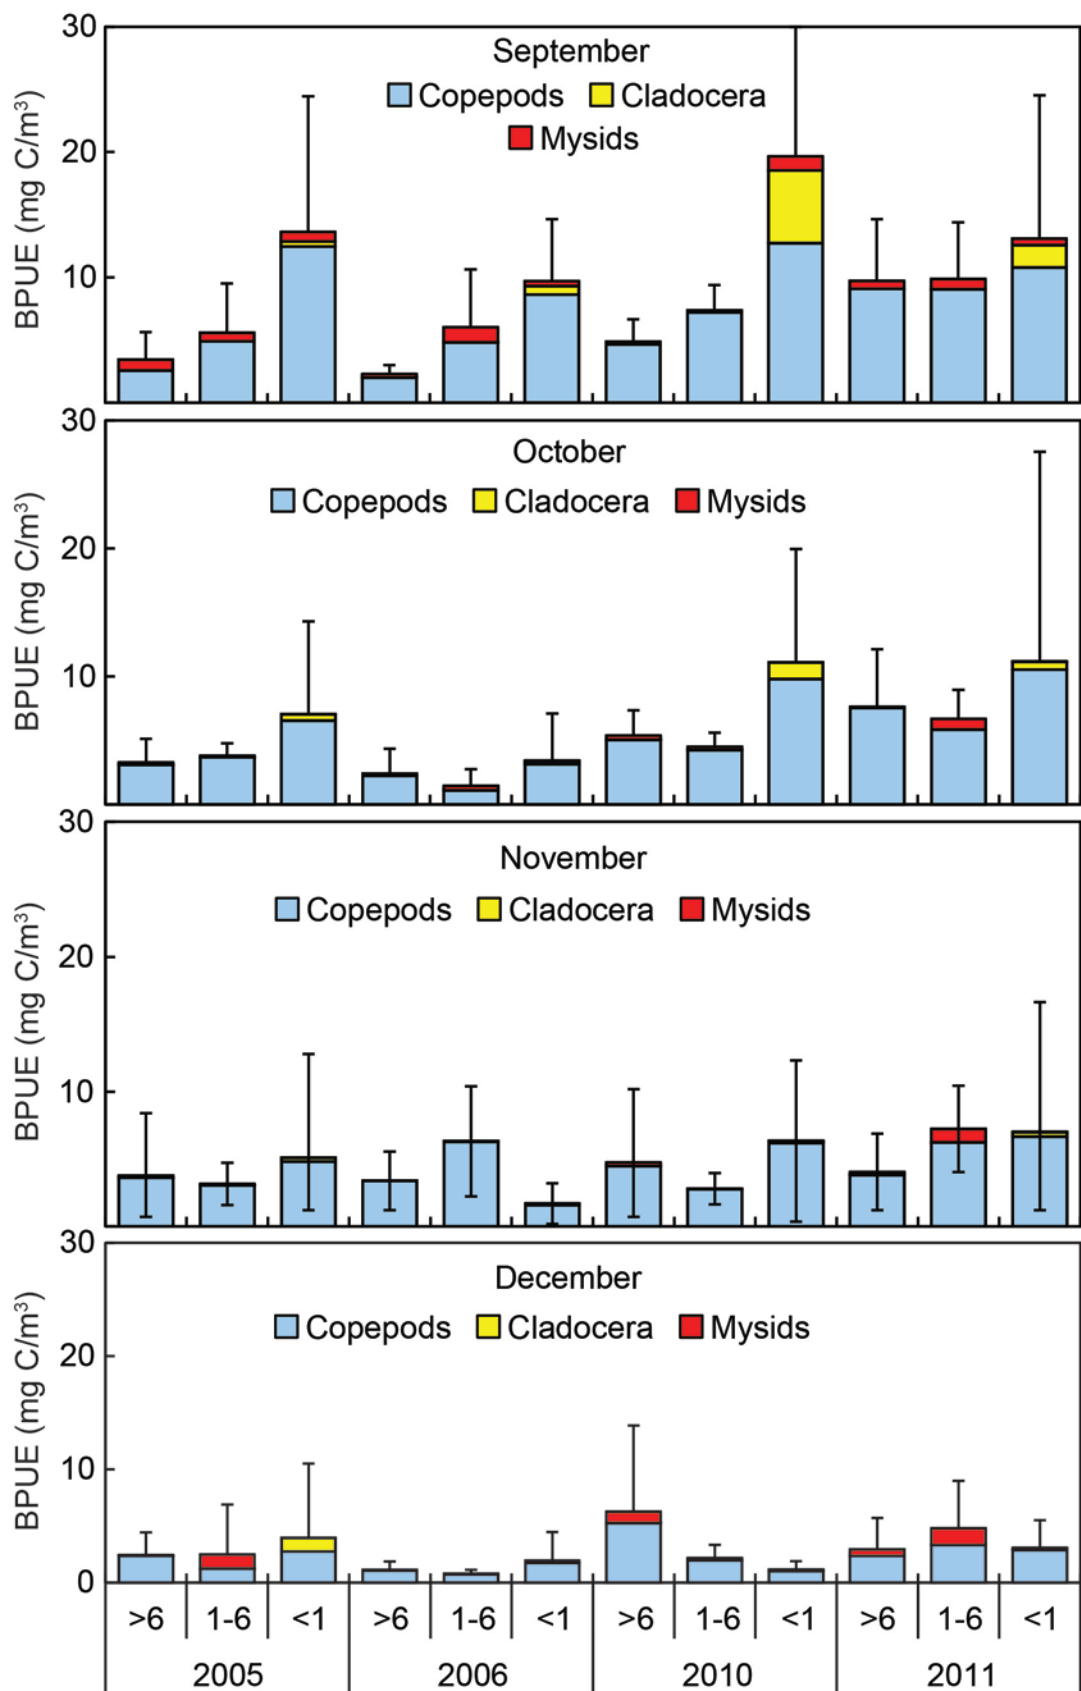 30
September
Copepods Cladocera
Mysids
20
10
BPUE (mg C/m³)
30
October
Copepods Cladocera Mysids
20
10
BPUE (mg C/m³)
30
November
Copepods Cladocera Mysids
20
10
BPUE (mg C/m³)
30
December
Copepods Cladocera Mysids
20
10
0
BPUE (mg C/m³)
>6 1-6 <1 >6 1-6 <1 >6 1-6 <1 >6 1-6 <1
2005 2006 2010 2011